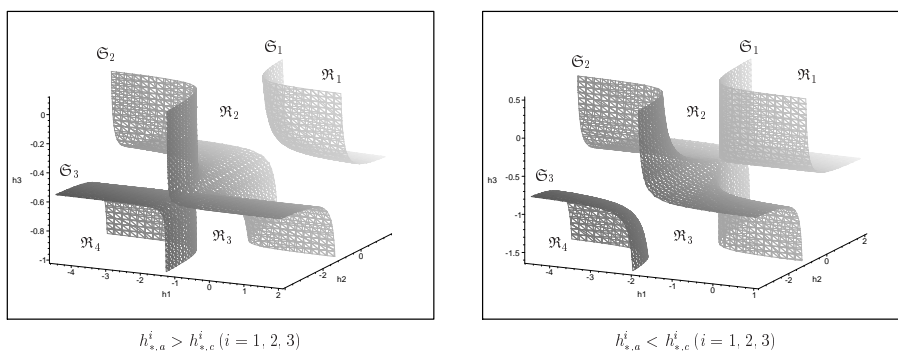 𝔖₂
𝔖₁
ℜ₁
ℜ₂
0
-0.2
-0.4
h3
-0.6
-0.8
-1
𝔖₃
ℜ₄
ℜ₃
-4
-3
-2
-1
0
1
2
h1
-2
0
h2
h^i_{*,a} > h^i_{*,c} (i = 1, 2, 3)
𝔖₂
𝔖₁
ℜ₁
ℜ₂
0.5
0
-0.5
h3
-1
-1.5
𝔖₃
ℜ₄
ℜ₃
-4
-3
-2
-1
0
1
h1
-2
0
2
h2
h^i_{*,a} < h^i_{*,c} (i = 1, 2, 3)